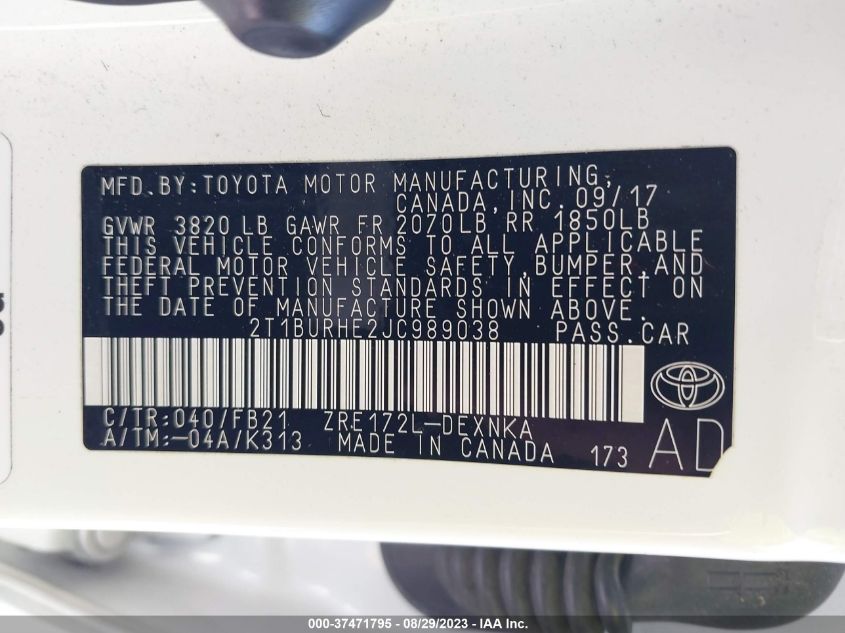 MFD.BY:TOYOTA MOTOR MANUFACTURING,
CANADA,INC. 09/17
GVWR 3820 LB GAWR FR 2070LB RR 1850LB
THIS VEHICLE CONFORMS TO ALL APPLICABLE
FEDERAL MOTOR VEHICLE SAFETY,BUMPER,AND
THEFT PREVENTION STANDARDS IN EFFECT ON
THE DATE OF MANUFACTURE SHOWN ABOVE.
2T1BURHE2JC989038 PASS.CAR
C/TR:040/FB21 ZRE172L-DEXNKA
A/TM:-04A/K313 MADE IN CANADA 173 AD
000-37471795 - 08/29/2023 - IAA Inc.